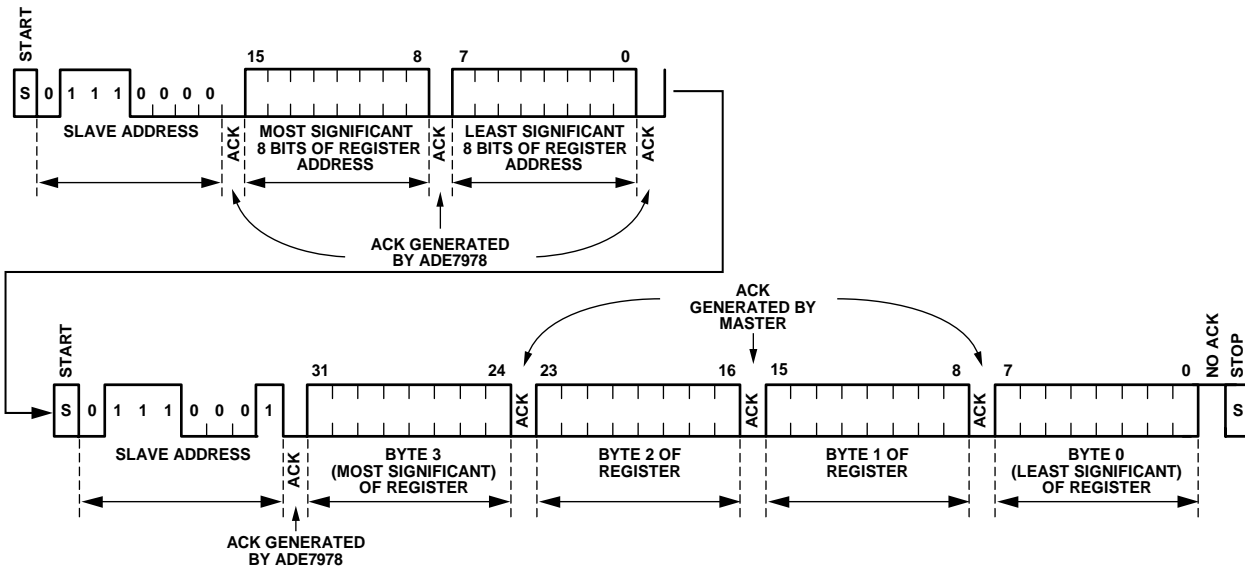 START
15 8 7 0
S 0 1 1 1 0 0 0 0
SLAVE ADDRESS
ACK
MOST SIGNIFICANT
8 BITS OF REGISTER
ADDRESS
ACK
LEAST SIGNIFICANT
8 BITS OF REGISTER
ADDRESS
ACK
ACK GENERATED
BY ADE7978
ACK
GENERATED BY
MASTER
START
31 24 23 16 15 8 7 0
NO ACK
STOP
S 0 1 1 1 0 0 0 1
S
SLAVE ADDRESS
ACK
BYTE 3
(MOST SIGNIFICANT)
OF REGISTER
ACK
BYTE 2 OF
REGISTER
ACK
BYTE 1 OF
REGISTER
ACK
BYTE 0
(LEAST SIGNIFICANT)
OF REGISTER
ACK GENERATED
BY ADE7978